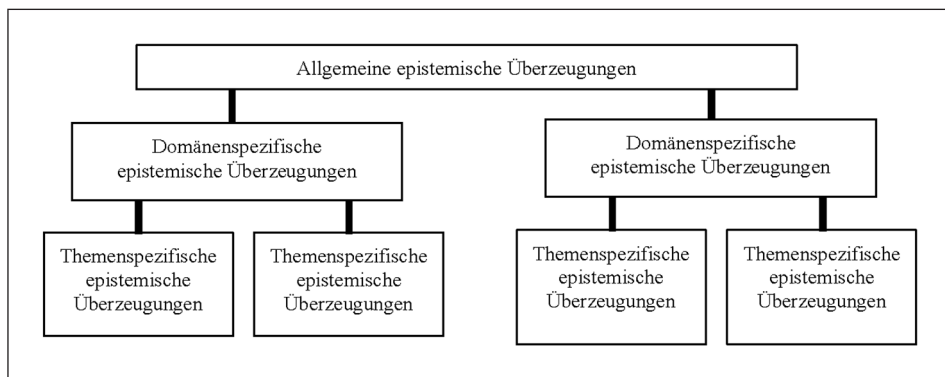 Allgemeine epistemische Überzeugungen
Domänenspezifische
epistemische Überzeugungen
Domänenspezifische
epistemische Überzeugungen
Themenspezifische
epistemische
Überzeugungen
Themenspezifische
epistemische
Überzeugungen
Themenspezifische
epistemische
Überzeugungen
Themenspezifische
epistemische
Überzeugungen